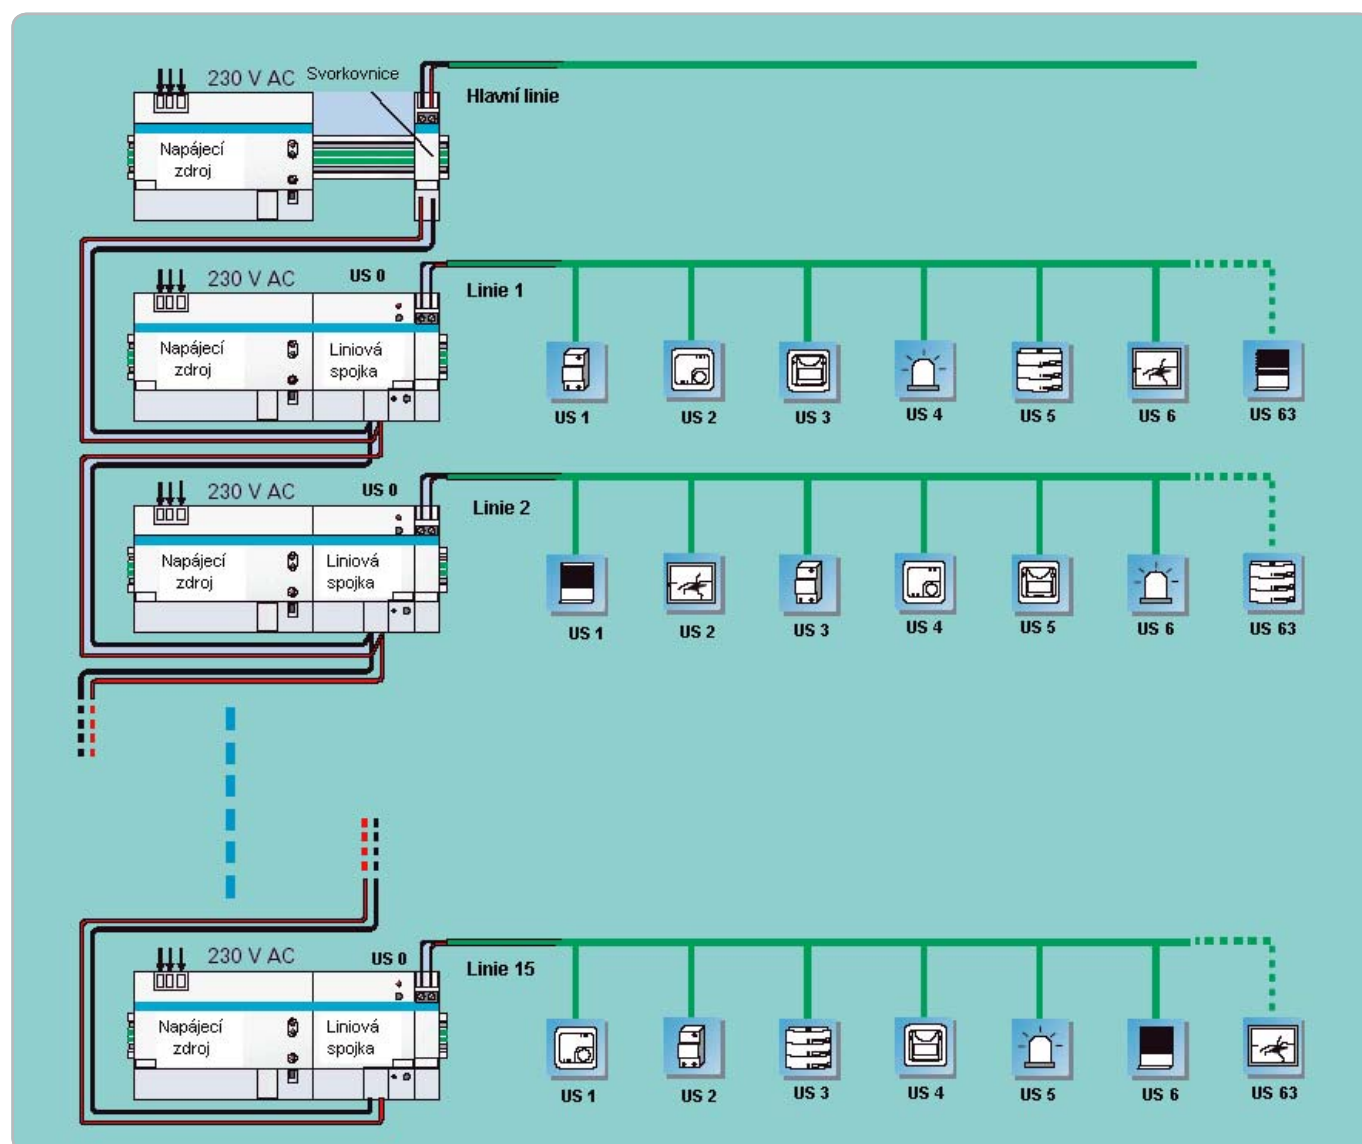 230 V AC
Svorkovnice
Hlavní linie
Napájecí
zdroj
230 V AC
US 0
Linie 1
Napájecí
zdroj
Liniová
spojka
US 1
US 2
US 3
US 4
US 5
US 6
US 63
230 V AC
US 0
Linie 2
Napájecí
zdroj
Liniová
spojka
US 1
US 2
US 3
US 4
US 5
US 6
US 63
230 V AC
US 0
Linie 15
Napájecí
zdroj
Liniová
spojka
US 1
US 2
US 3
US 4
US 5
US 6
US 63